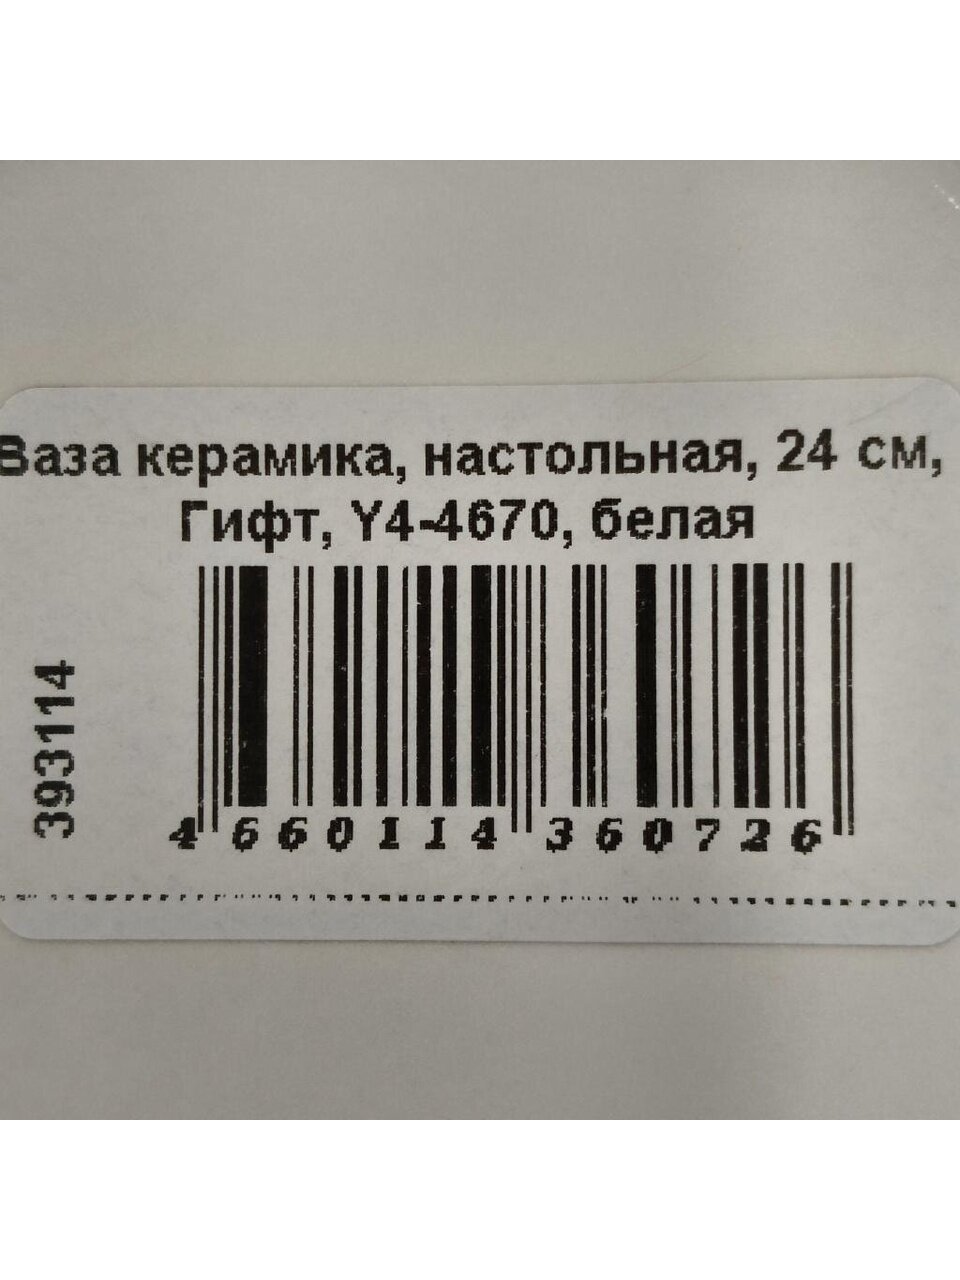 Ваза керамика, настольная, 24 см,
Гифт, Y4-4670, белая
393114
4 660114 360726